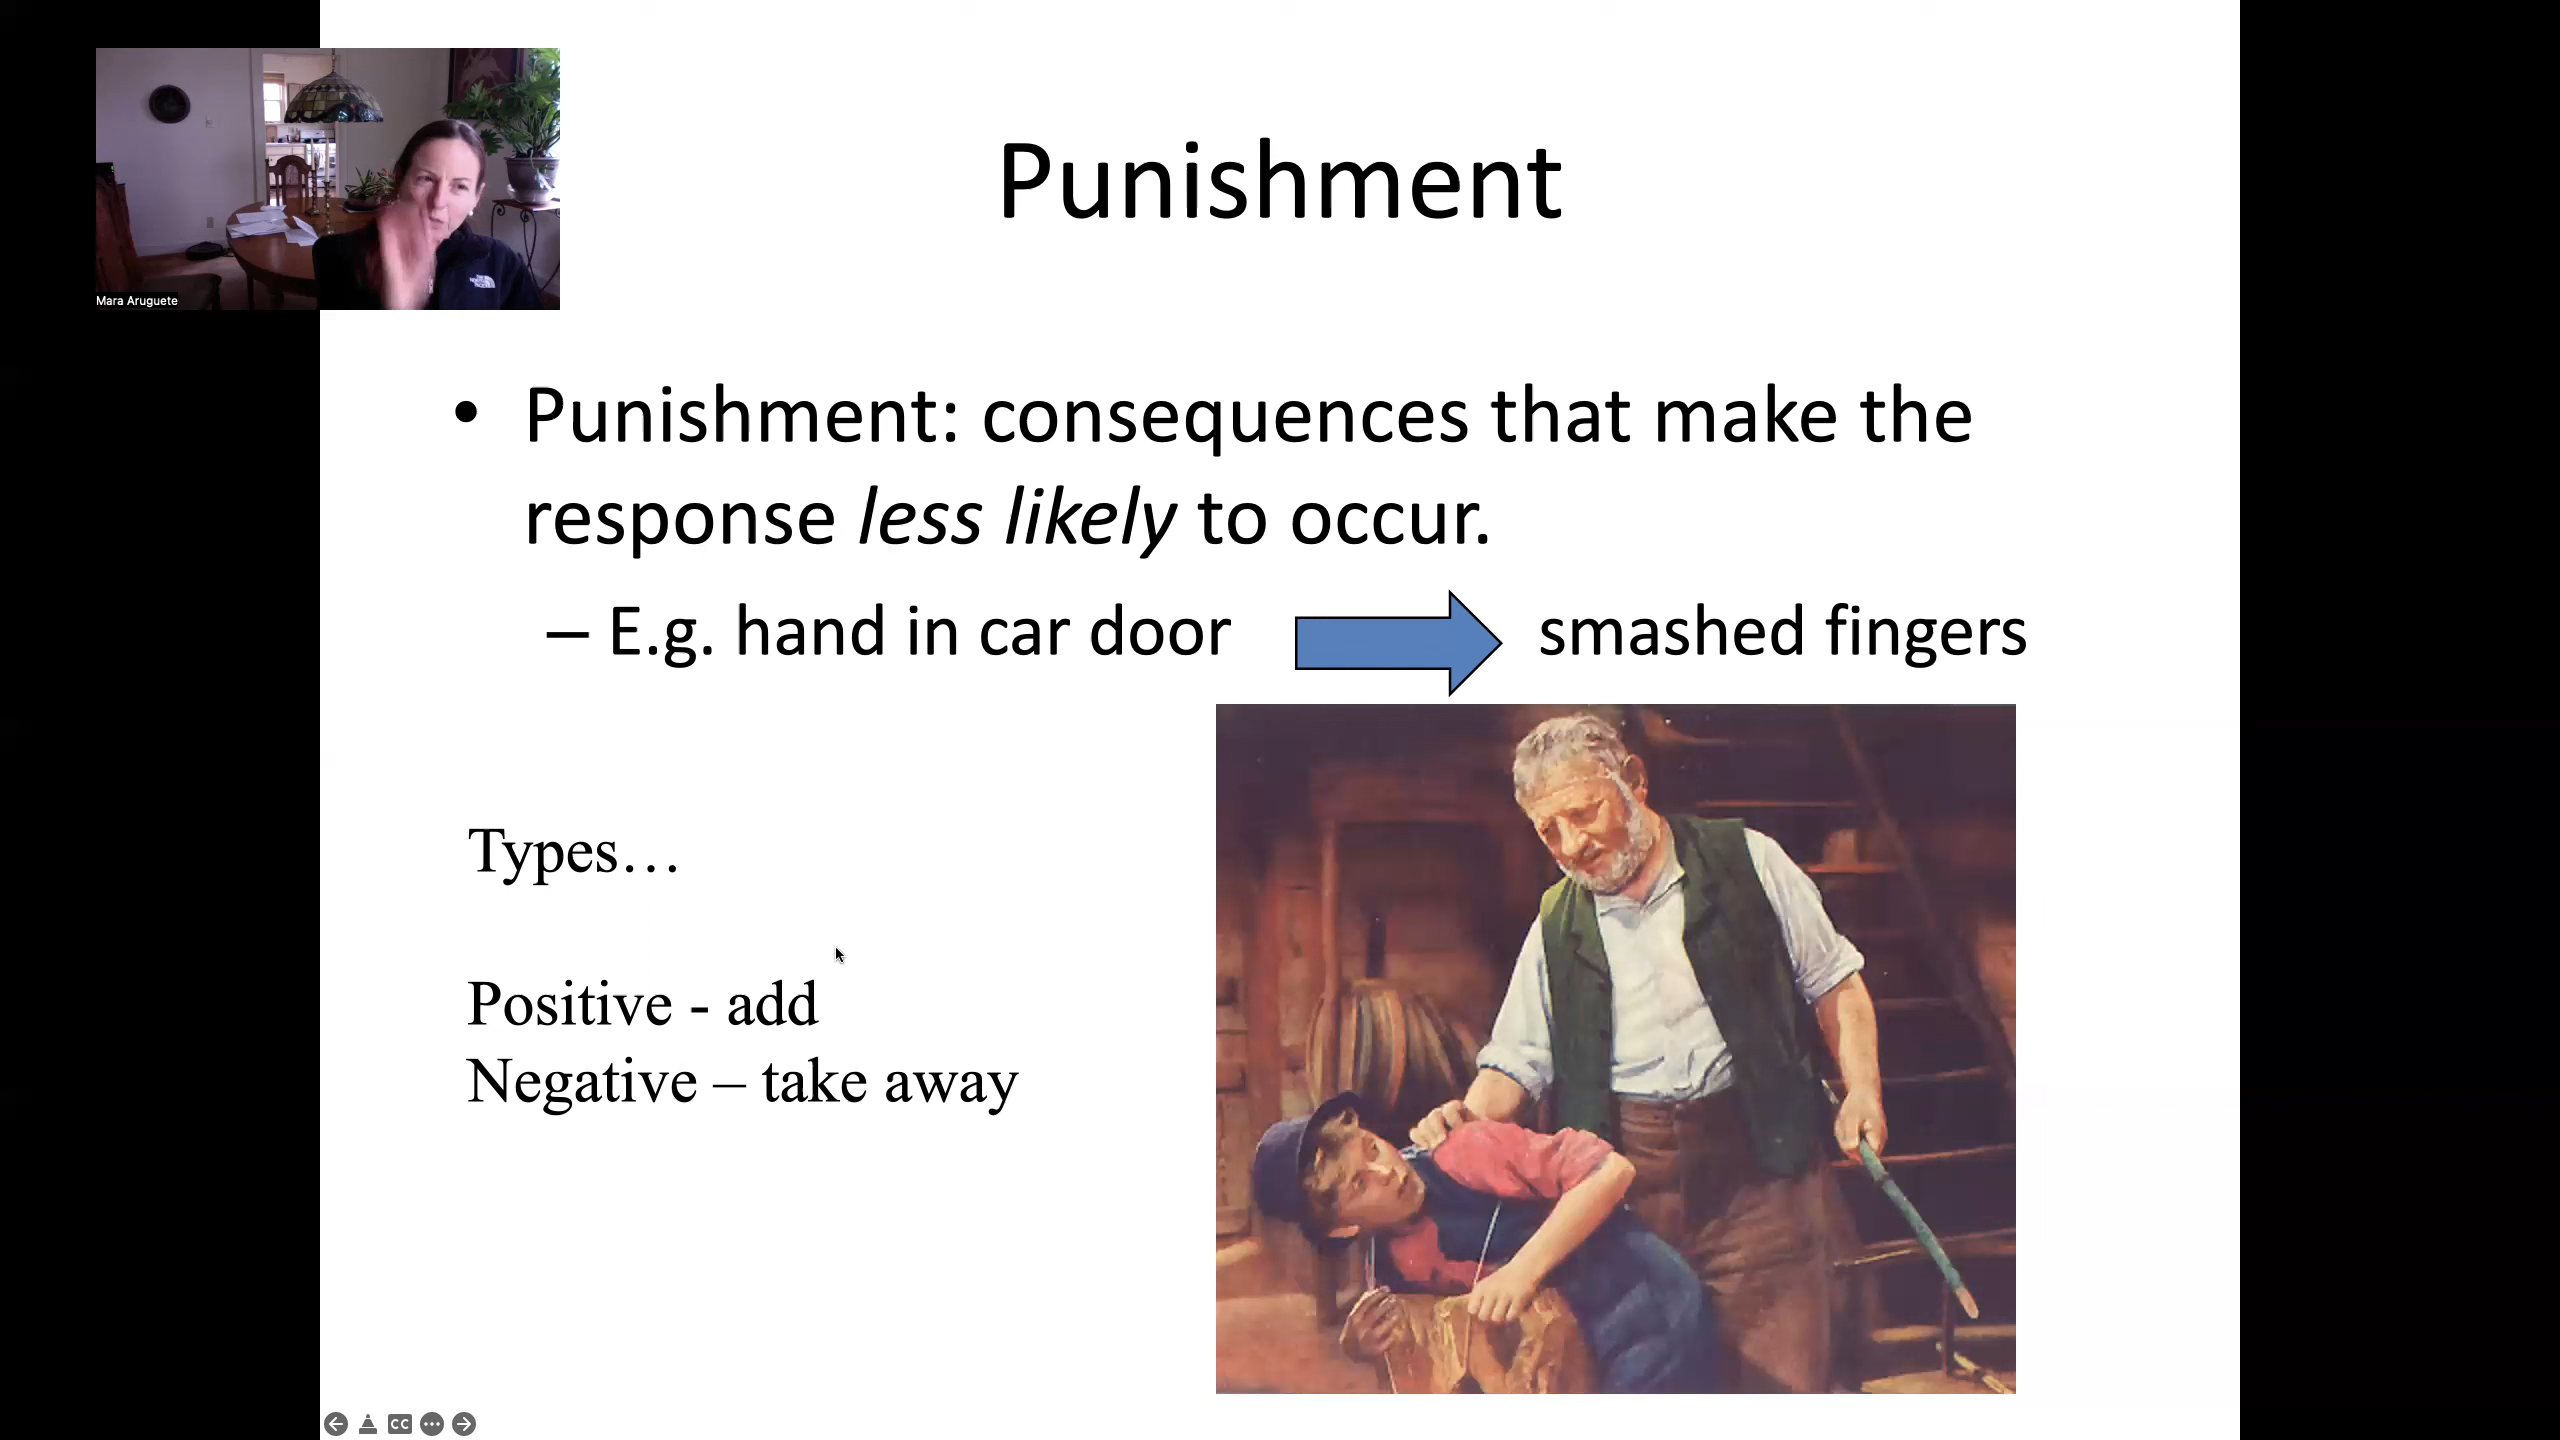 Mara Aruguete
Punishment
• Punishment: consequences that make the
response less likely to occur.
– E.g. hand in car door smashed fingers
Types…
Positive - add
Negative – take away
CC